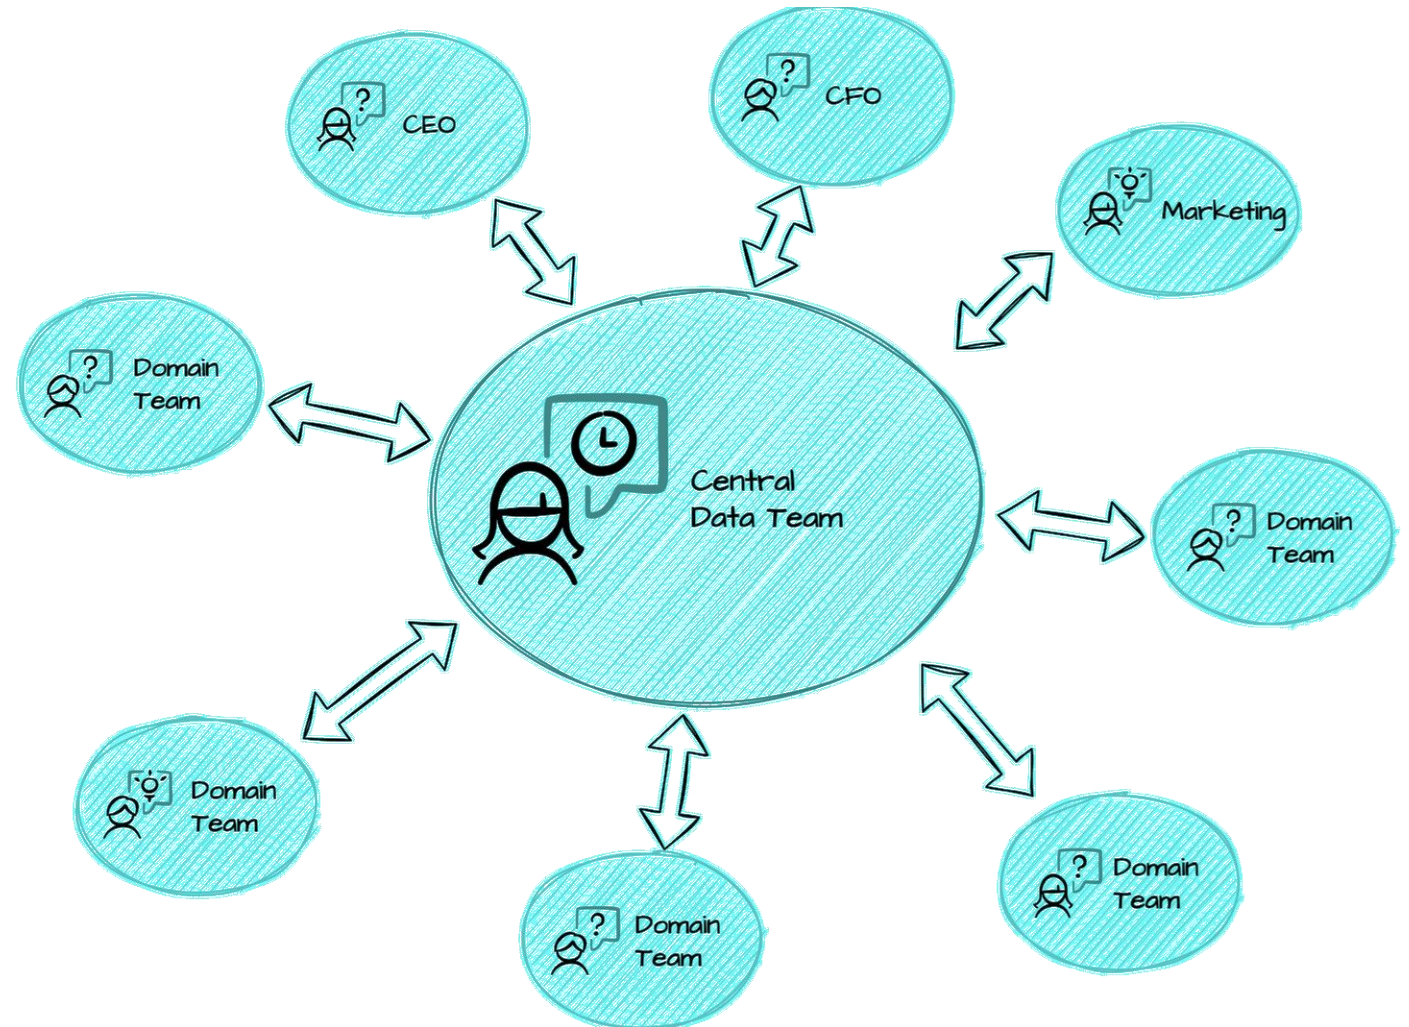 CEO
?
CFO
?
Marketing
Domain
Team
?
Central
Data Team
Domain
Team
?
Domain
Team
Domain
Team
?
Domain
Team
?